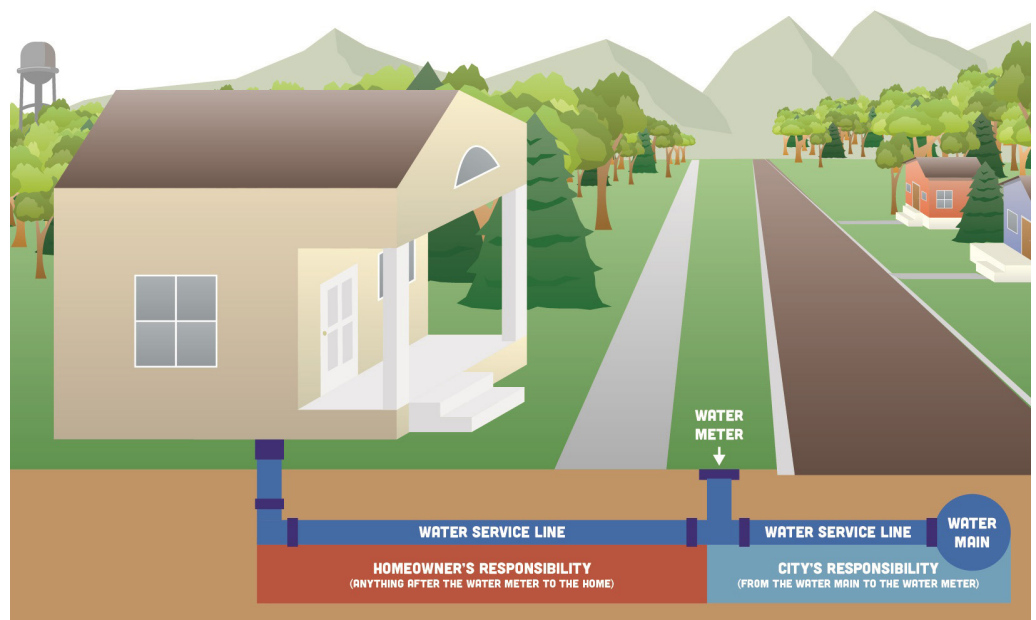 WATER
METER
WATER SERVICE LINE
WATER SERVICE LINE
WATER
MAIN
HOMEOWNER'S RESPONSIBILITY
(ANYTHING AFTER THE WATER METER TO THE HOME)
CITY'S RESPONSIBILITY
(FROM THE WATER MAIN TO THE WATER METER)